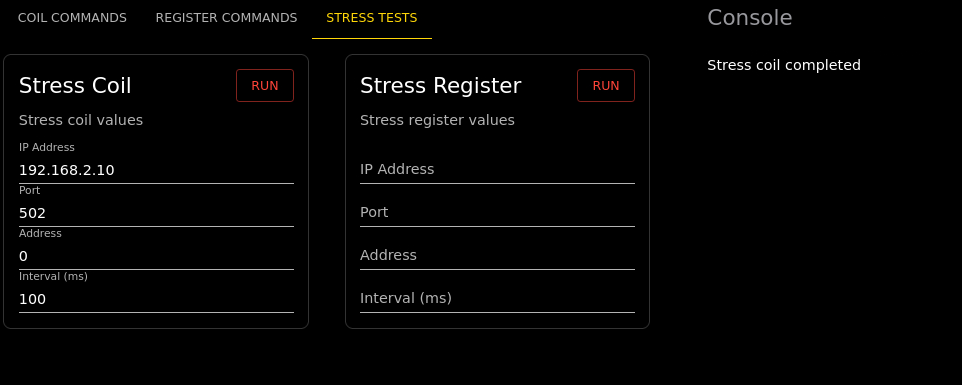 COIL COMMANDS REGISTER COMMANDS STRESS TESTS
Console
Stress coil completed
Stress Coil
RUN
Stress coil values
IP Address
192.168.2.10
Port
502
Address
0
Interval (ms)
100
Stress Register
RUN
Stress register values
IP Address
Port
Address
Interval (ms)